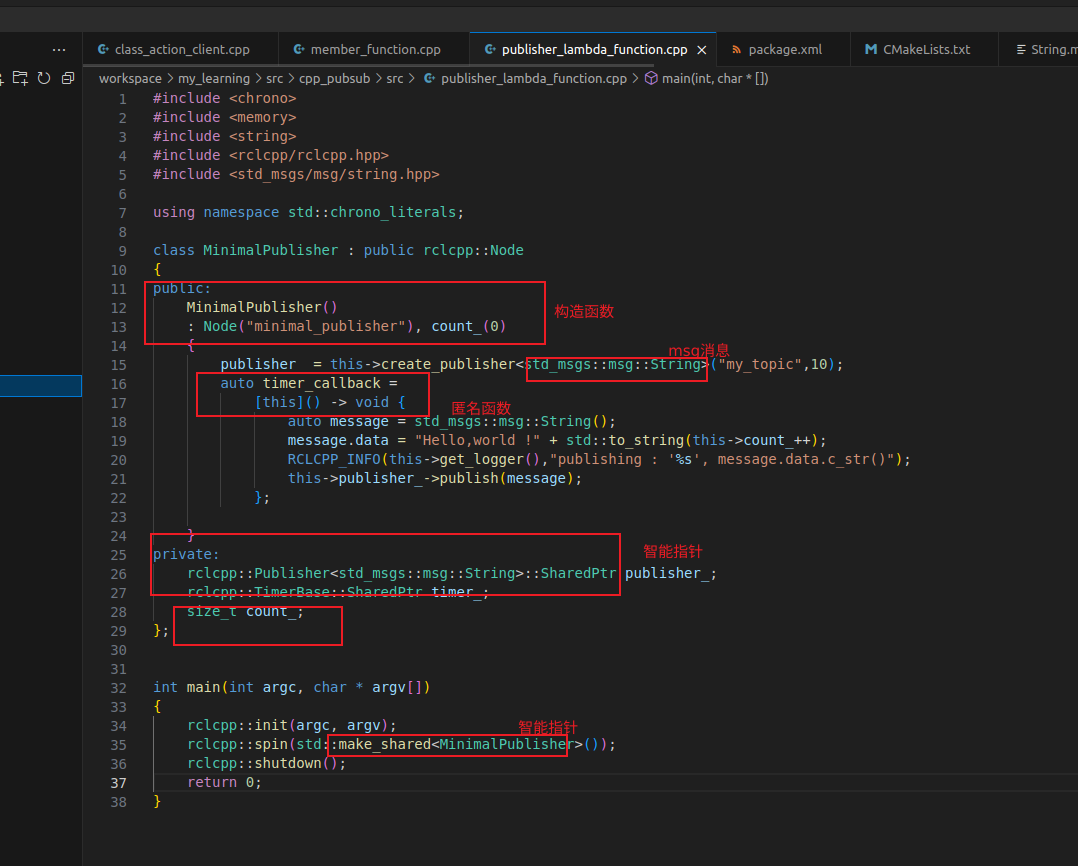 ... class_action_client.cpp member_function.cpp publisher_lambda_function.cpp × package.xml M CMakeLists.txt String.m
workspace > my_learning > src > cpp_pubsub > src > publisher_lambda_function.cpp > main(int, char * [])
1 #include <chrono>
2 #include <memory>
3 #include <string>
4 #include <rclcpp/rclcpp.hpp>
5 #include <std_msgs/msg/string.hpp>
6
7 using namespace std::chrono_literals;
8
9 class MinimalPublisher : public rclcpp::Node
10 {
11 public:
12 MinimalPublisher()
构造函数
13 : Node("minimal_publisher"), count_(0)
14 {
msg消息
15 publisher_ = this->create_publisher<std_msgs::msg::String>("my_topic",10);
16 auto timer_callback =
17 [this]() -> void {
匿名函数
18 auto message = std_msgs::msg::String();
19 message.data = "Hello,world !" + std::to_string(this->count_++);
20 RCLCPP_INFO(this->get_logger(),"publishing : '%s', message.data.c_str()");
21 this->publisher_->publish(message);
22 };
23
24 }
25 private:
智能指针
26 rclcpp::Publisher<std_msgs::msg::String>::SharedPtr publisher_;
27 rclcpp::TimerBase::SharedPtr timer_;
28 size_t count_;
29 };
30
31
32 int main(int argc, char * argv[])
33 {
34 rclcpp::init(argc, argv);
智能指针
35 rclcpp::spin(std::make_shared<MinimalPublisher>());
36 rclcpp::shutdown();
37 return 0;
38 }